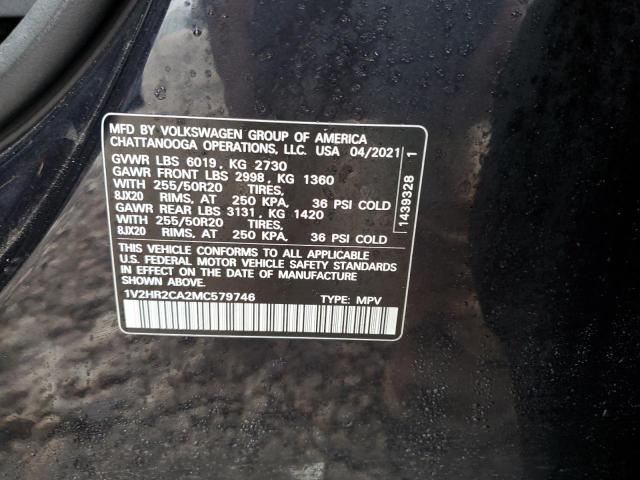 MFD BY VOLKSWAGEN GROUP OF AMERICA
CHATTANOOGA OPERATIONS, LLC. USA 04/2021
GVWR LBS 6019, KG 2730
GAWR FRONT LBS 2998, KG 1360
WITH 255/50R20 TIRES,
8JX20 RIMS, AT 250 KPA, 36 PSI COLD
GAWR REAR LBS 3131, KG 1420
WITH 255/50R20 TIRES,
8JX20 RIMS, AT 250 KPA, 36 PSI COLD
THIS VEHICLE CONFORMS TO ALL APPLICABLE
U.S. FEDERAL MOTOR VEHICLE SAFETY STANDARDS
IN EFFECT ON THE DATE OF MANUFACTURE
SHOWN ABOVE.
1V2HR2CA2MC579746 TYPE: MPV
1439328 1